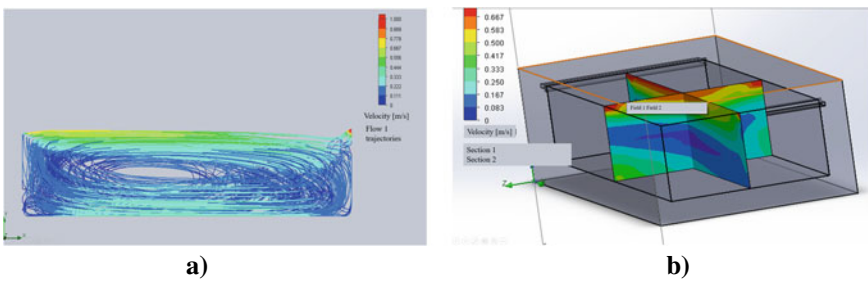 1.000
0.889
0.778
0.667
0.556
0.444
0.333
0.222
0.111
0
Velocity [m/s]
Flow 1
trajectories
a)
0.667
0.583
0.500
0.417
0.333
0.250
0.167
0.083
0
Velocity [m/s]
Section 1
Section 2
Field 1 Field 2
Z
b)